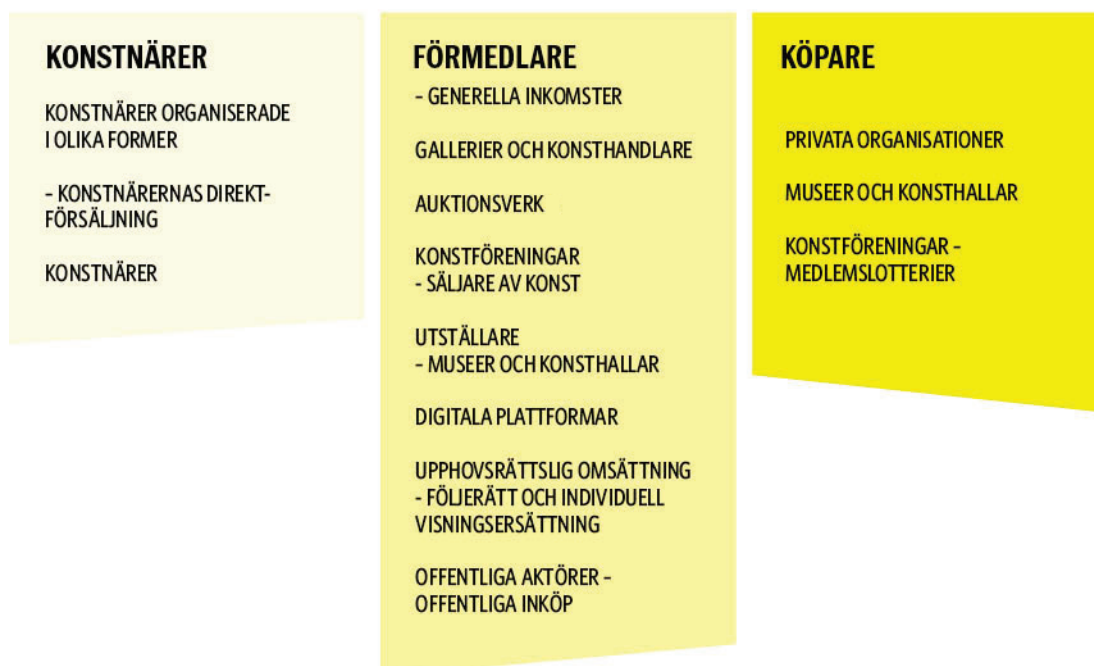 KONSTNÄRER
KONSTNÄRER ORGANISERADE
I OLIKA FORMER
– KONSTNÄRERNAS DIREKT-
FÖRSÄLJNING
KONSTNÄRER
FÖRMEDLARE
– GENERELLA INKOMSTER
GALLERIER OCH KONSTHANDLARE
AUKTIONSVERK
KONSTFÖRENINGAR
- SÄLJARE AV KONST
UTSTÄLLARE
– MUSEER OCH KONSTHALLAR
DIGITALA PLATTFORMAR
UPPHOVSRÄTTSLIG OMSÄTTNING
- FÖLJERÄTT OCH INDIVIDUELL
VISNINGSERSÄTTNING
OFFENTLIGA AKTÖRER –
OFFENTLIGA INKÖP
KÖPARE
PRIVATA ORGANISATIONER
MUSEER OCH KONSTHALLAR
KONSTFÖRENINGAR –
MEDLEMSLOTTERIER